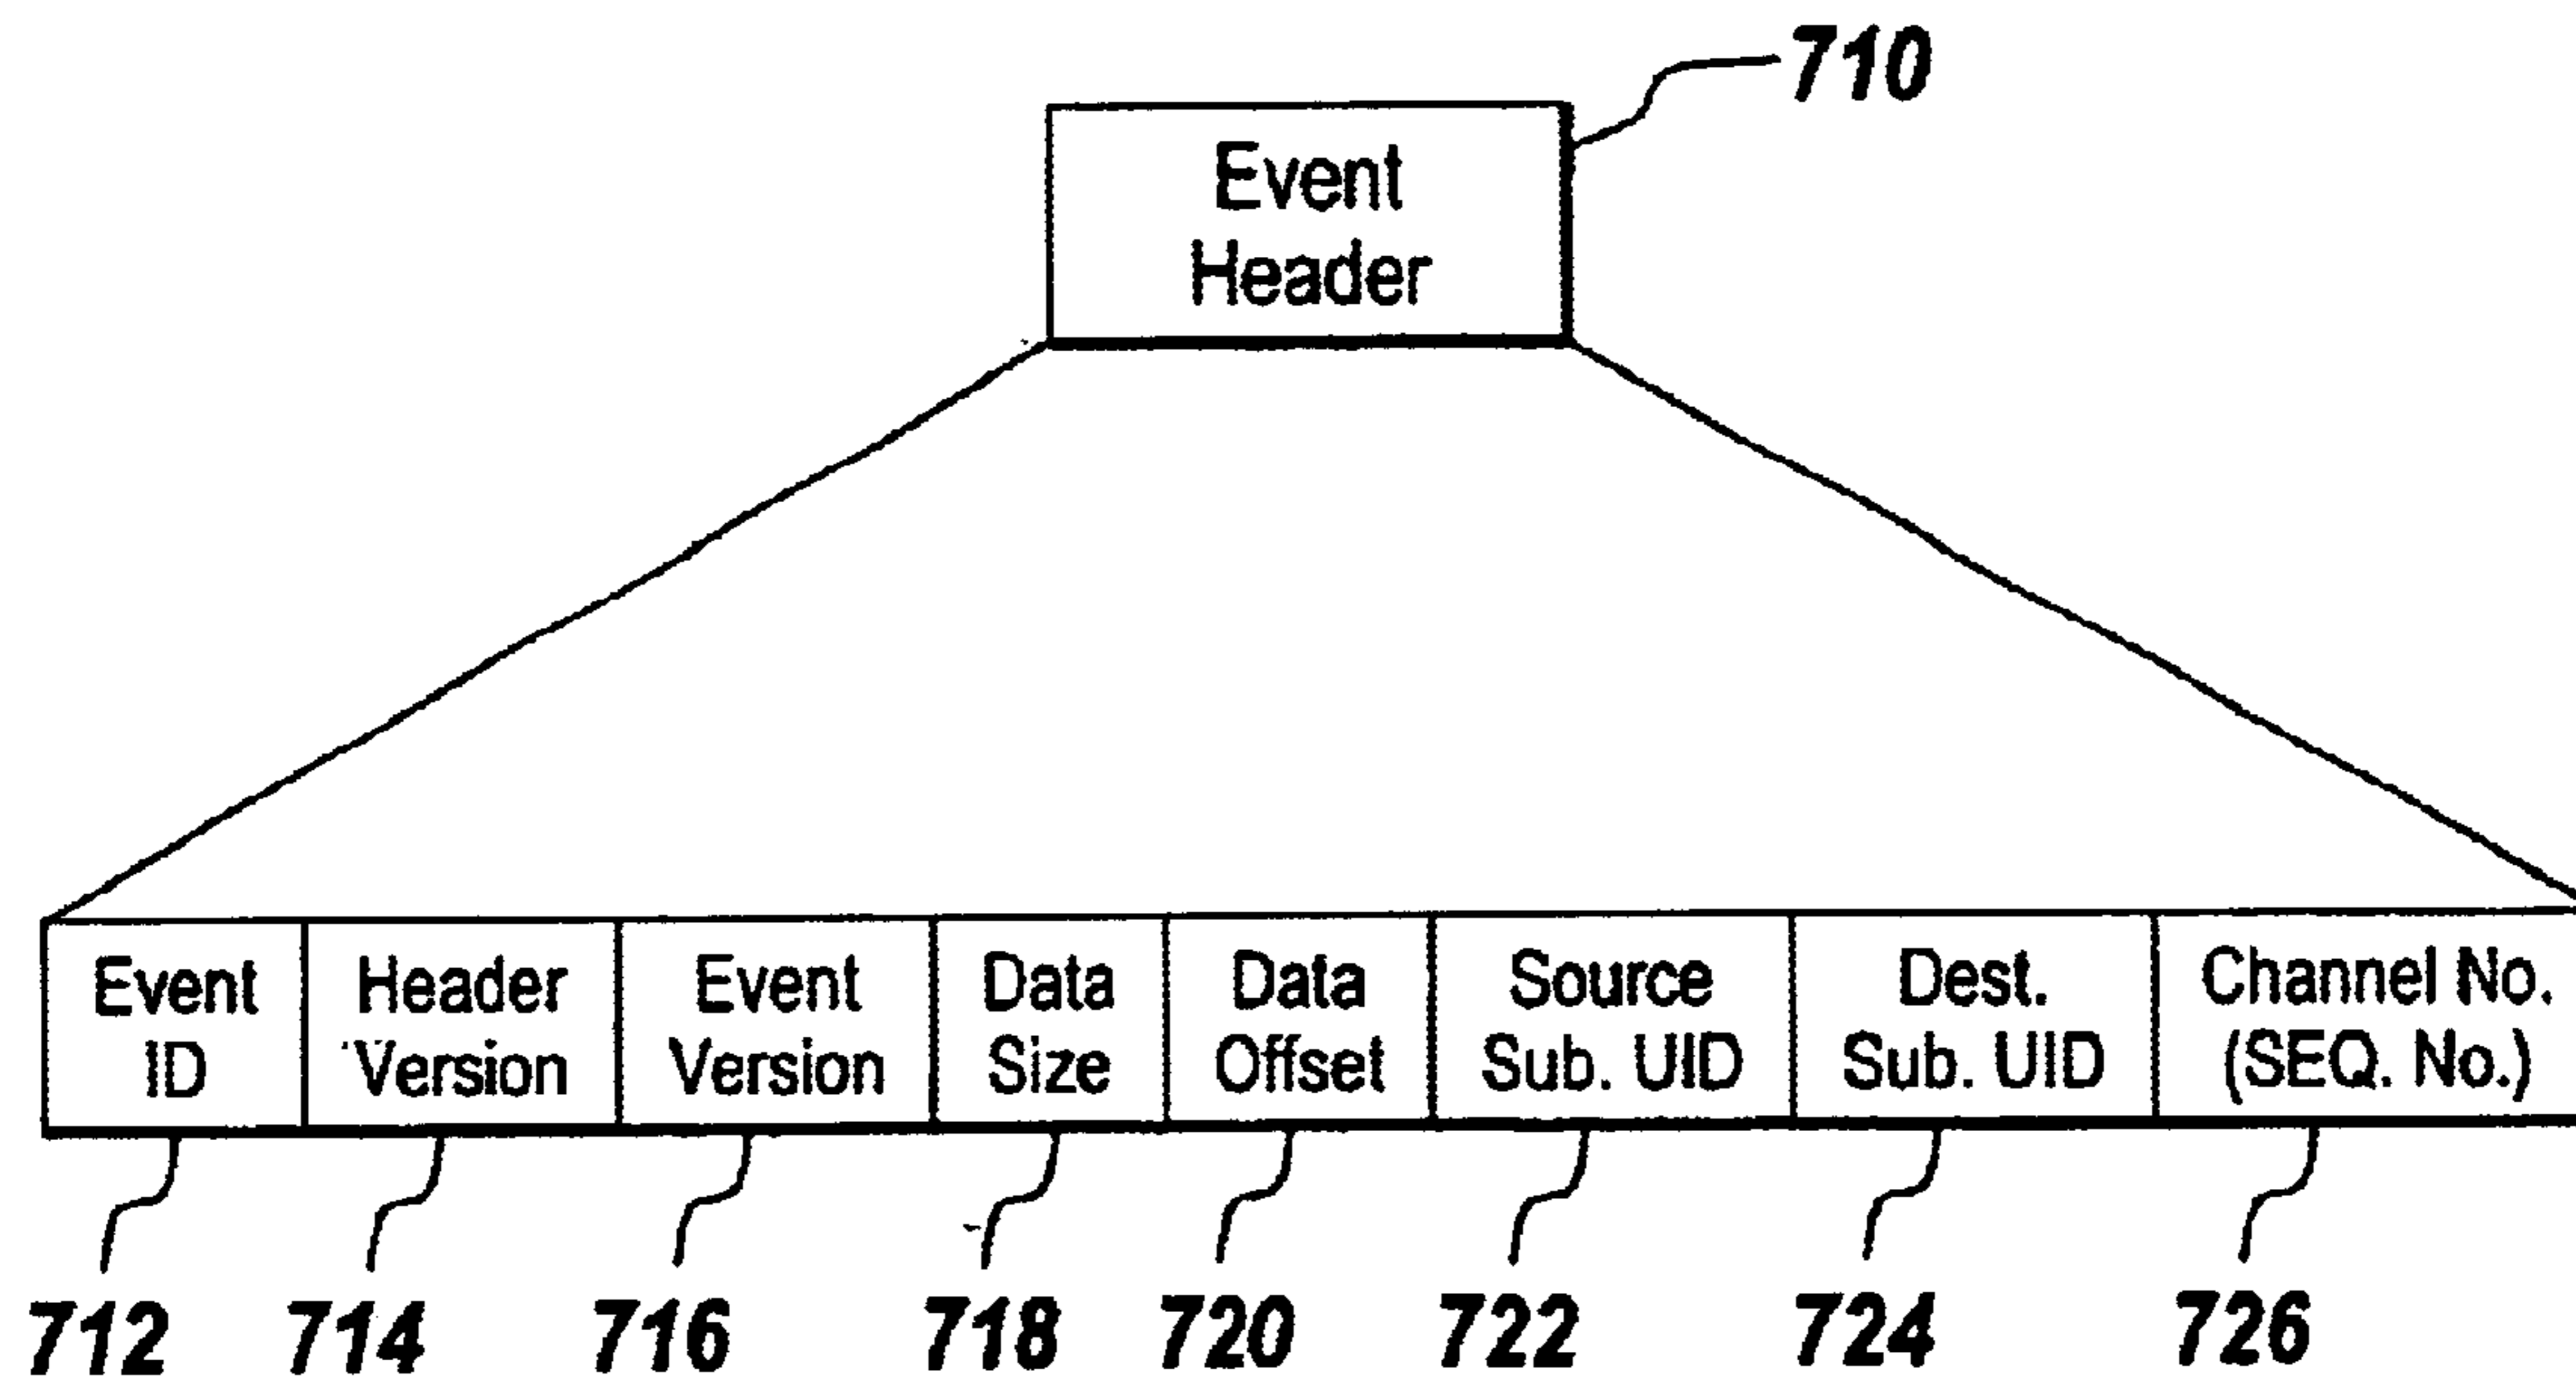 710
Event
Header
Event ID
Header Version
Event Version
Data Size
Data Offset
Source Sub. UID
Dest. Sub. UID
Channel No. (SEQ. No.)
712 714 716 718 720 722 724 726